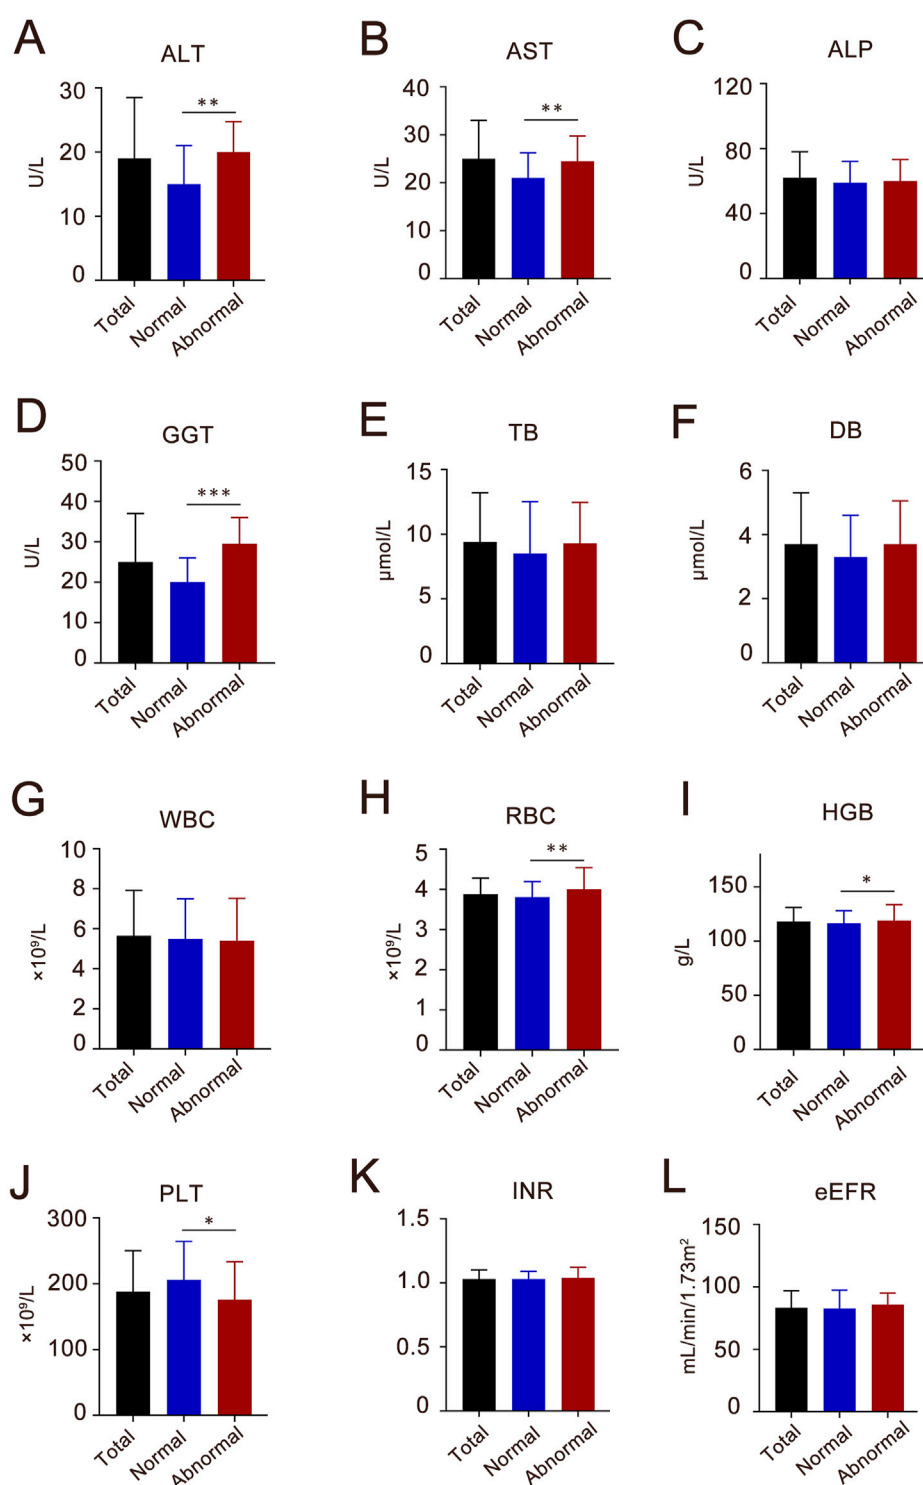 A
ALT
U/L
30
20
10
0
**
Total
Normal
Abnormal
B
AST
U/L
40
30
20
10
0
**
Total
Normal
Abnormal
C
ALP
U/L
120
80
40
0
Total
Normal
Abnormal
D
GGT
U/L
50
40
30
20
10
0
***
Total
Normal
Abnormal
E
TB
µmol/L
15
10
5
0
Total
Normal
Abnormal
F
DB
µmol/L
6
4
2
0
Total
Normal
Abnormal
G
WBC
×10⁹/L
10
8
6
4
2
0
Total
Normal
Abnormal
H
RBC
×10⁹/L
5
4
3
2
1
0
**
Total
Normal
Abnormal
I
HGB
g/L
150
100
50
0
*
Total
Normal
Abnormal
J
PLT
×10⁹/L
300
200
100
0
*
Total
Normal
Abnormal
K
INR
1.5
1.0
0.5
0
Total
Normal
Abnormal
L
eEFR
mL/min/1.73m²
150
100
50
0
Total
Normal
Abnormal